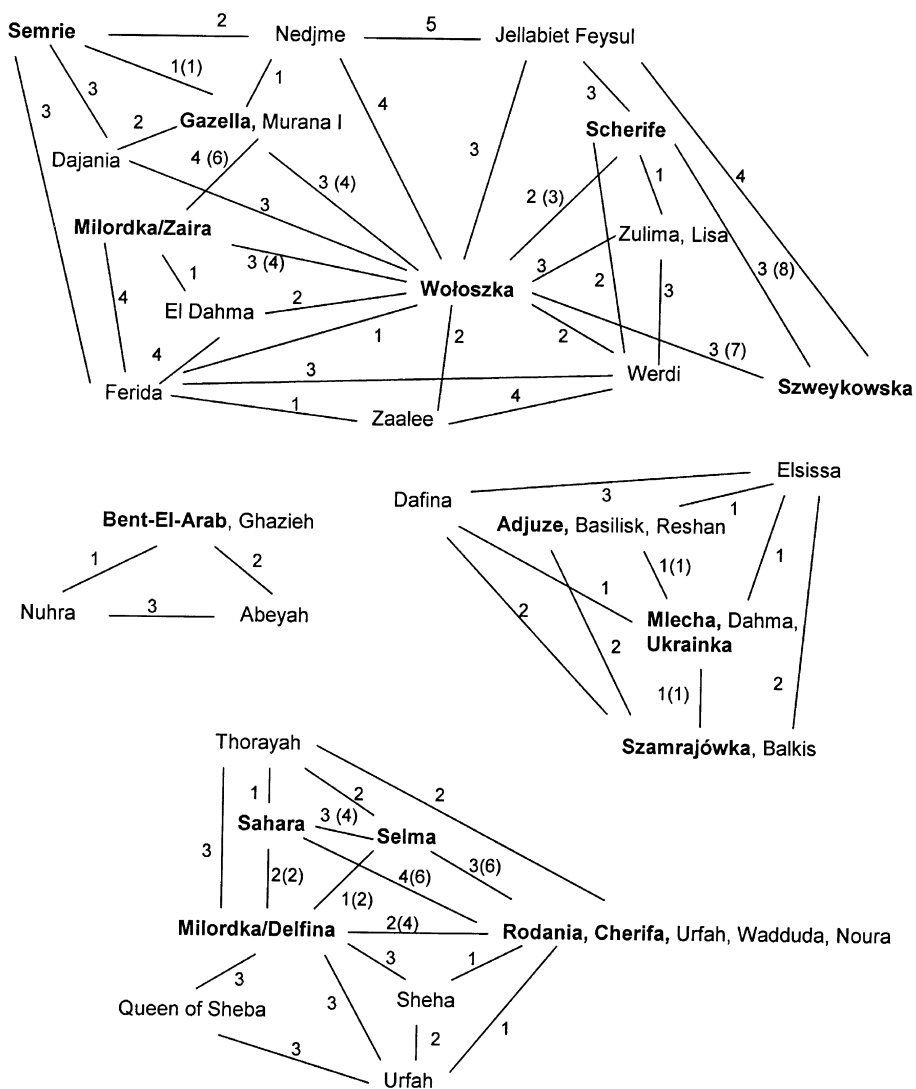 Semrie 2 Nedjme 5 Jellabiet Feysul
1(1) 1
3 3 4 3
2 Gazella, Murana I 3 Scherife 4
Dajania 4 (6) 3 (4) 2 (3) 1
3
Milordka/Zaira Zulima, Lisa
3 (4) 3 3 (8)
1 Wołoszka 2 3
4 El Dahma 2
1 2 2 3 (7)
4 3 Werdi
Ferida Szweykowska
1 Zaalee 4
Elsissa
Dafina 3
Bent-El-Arab, Ghazieh Adjuze, Basilisk, Reshan 1
1 2 1(1) 1
1
Nuhra 3 Abeyah 2 Mlecha, Dahma,
2 Ukrainka
1(1) 2
Szamrajówka, Balkis
Thorayah
1 2 2
Sahara 3 (4) Selma
3 3(6)
2(2) 4(6)
1(2)
Milordka/Delfina 2(4) Rodania, Cherifa, Urfah, Wadduda, Noura
3 3 1
Queen of Sheba 3 Sheha
2 1
3
Urfah